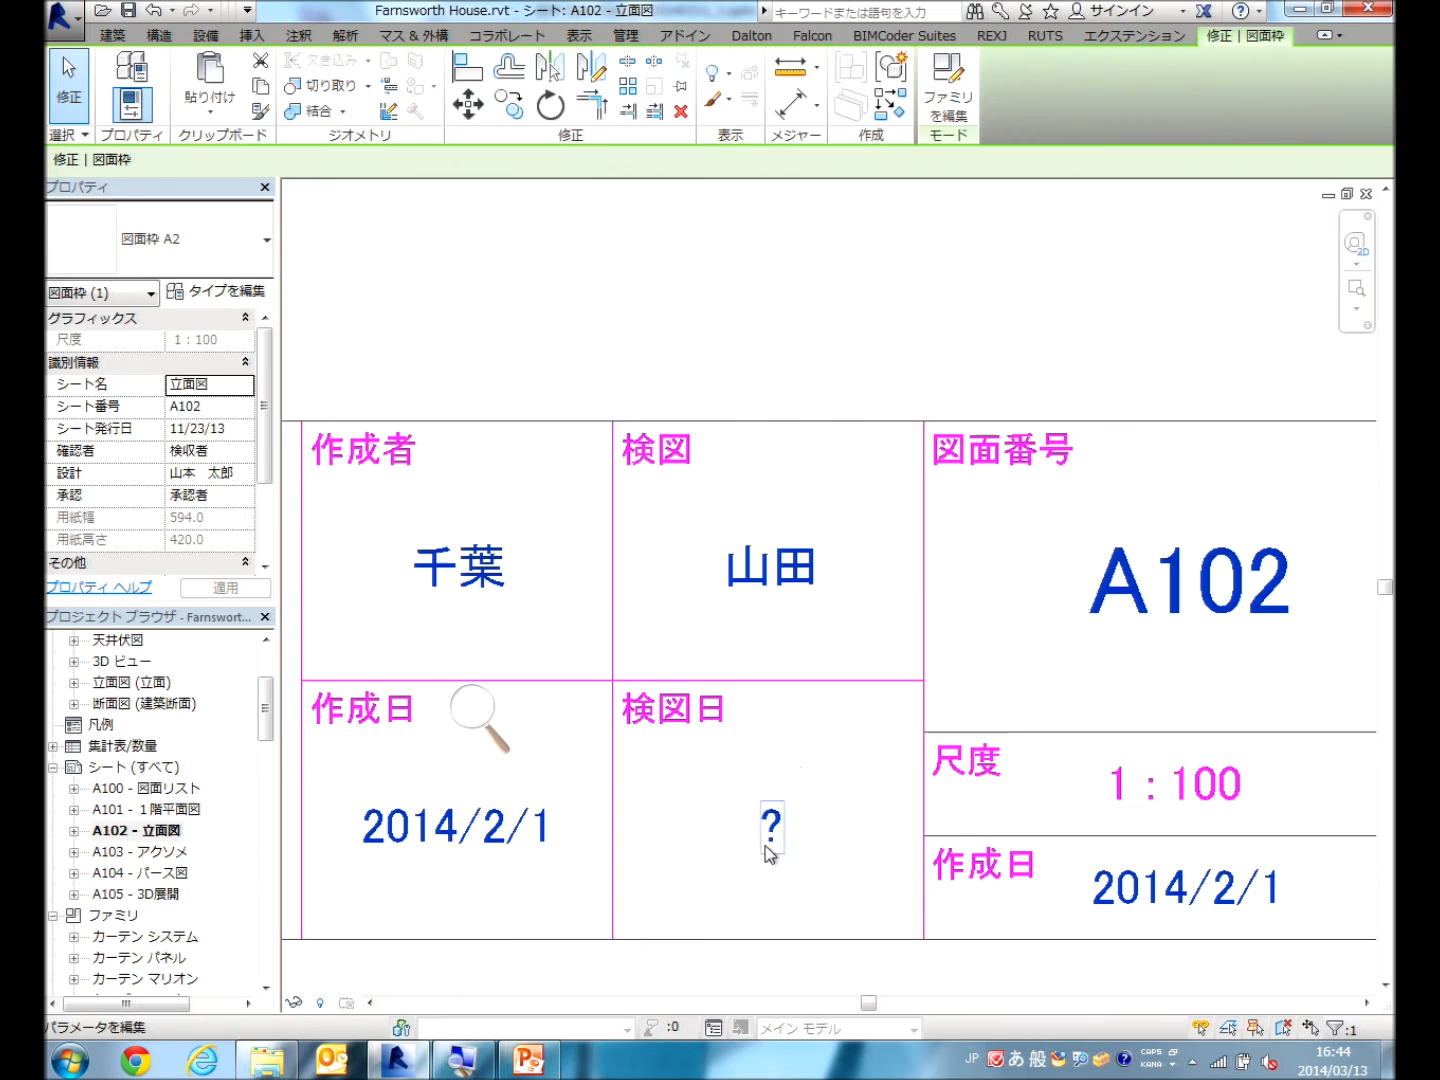 Farnsworth House.rvt - シート: A102 - 立面図
キーワードまたは語句を入力
サインイン
建築 構造 設備 挿入 注釈 解析 マス & 外構 コラボレート 表示 管理 アドイン Dalton Falcon BIMCoder Suites REXJ RUTS エクステンション 修正 | 図面枠
修正
貼り付け
欠き込み
切り取り
結合
ファミリ
を編集
選択 プロパティ クリップボード ジオメトリ 修正 表示 メジャー 作成 モード
修正 | 図面枠
プロパティ
図面枠 A2
図面枠 (1) タイプを編集
グラフィックス
尺度 1 : 100
識別情報
シート名 立面図
シート番号 A102
シート発行日 11/23/13
確認者 検収者
設計 山本 太郎
承認 承認者
用紙幅 594.0
用紙高さ 420.0
その他
プロパティ ヘルプ 適用
プロジェクト ブラウザ - Farnswort...
天井伏図
3D ビュー
立面図 (立面)
断面図 (建築断面)
凡例
集計表/数量
シート (すべて)
A100 - 図面リスト
A101 - 1階平面図
A102 - 立面図
A103 - アクソメ
A104 - パース図
A105 - 3D展開
ファミリ
カーテン システム
カーテン パネル
カーテン マリオン
作成者 検図 図面番号
千葉 山田 A102
作成日 検図日
尺度 1 : 100
2014/2/1 ?
作成日 2014/2/1
2D
パラメータを編集
:0
メイン モデル
:1
JP あ 般 CAPS KANA
16:44
2014/03/13